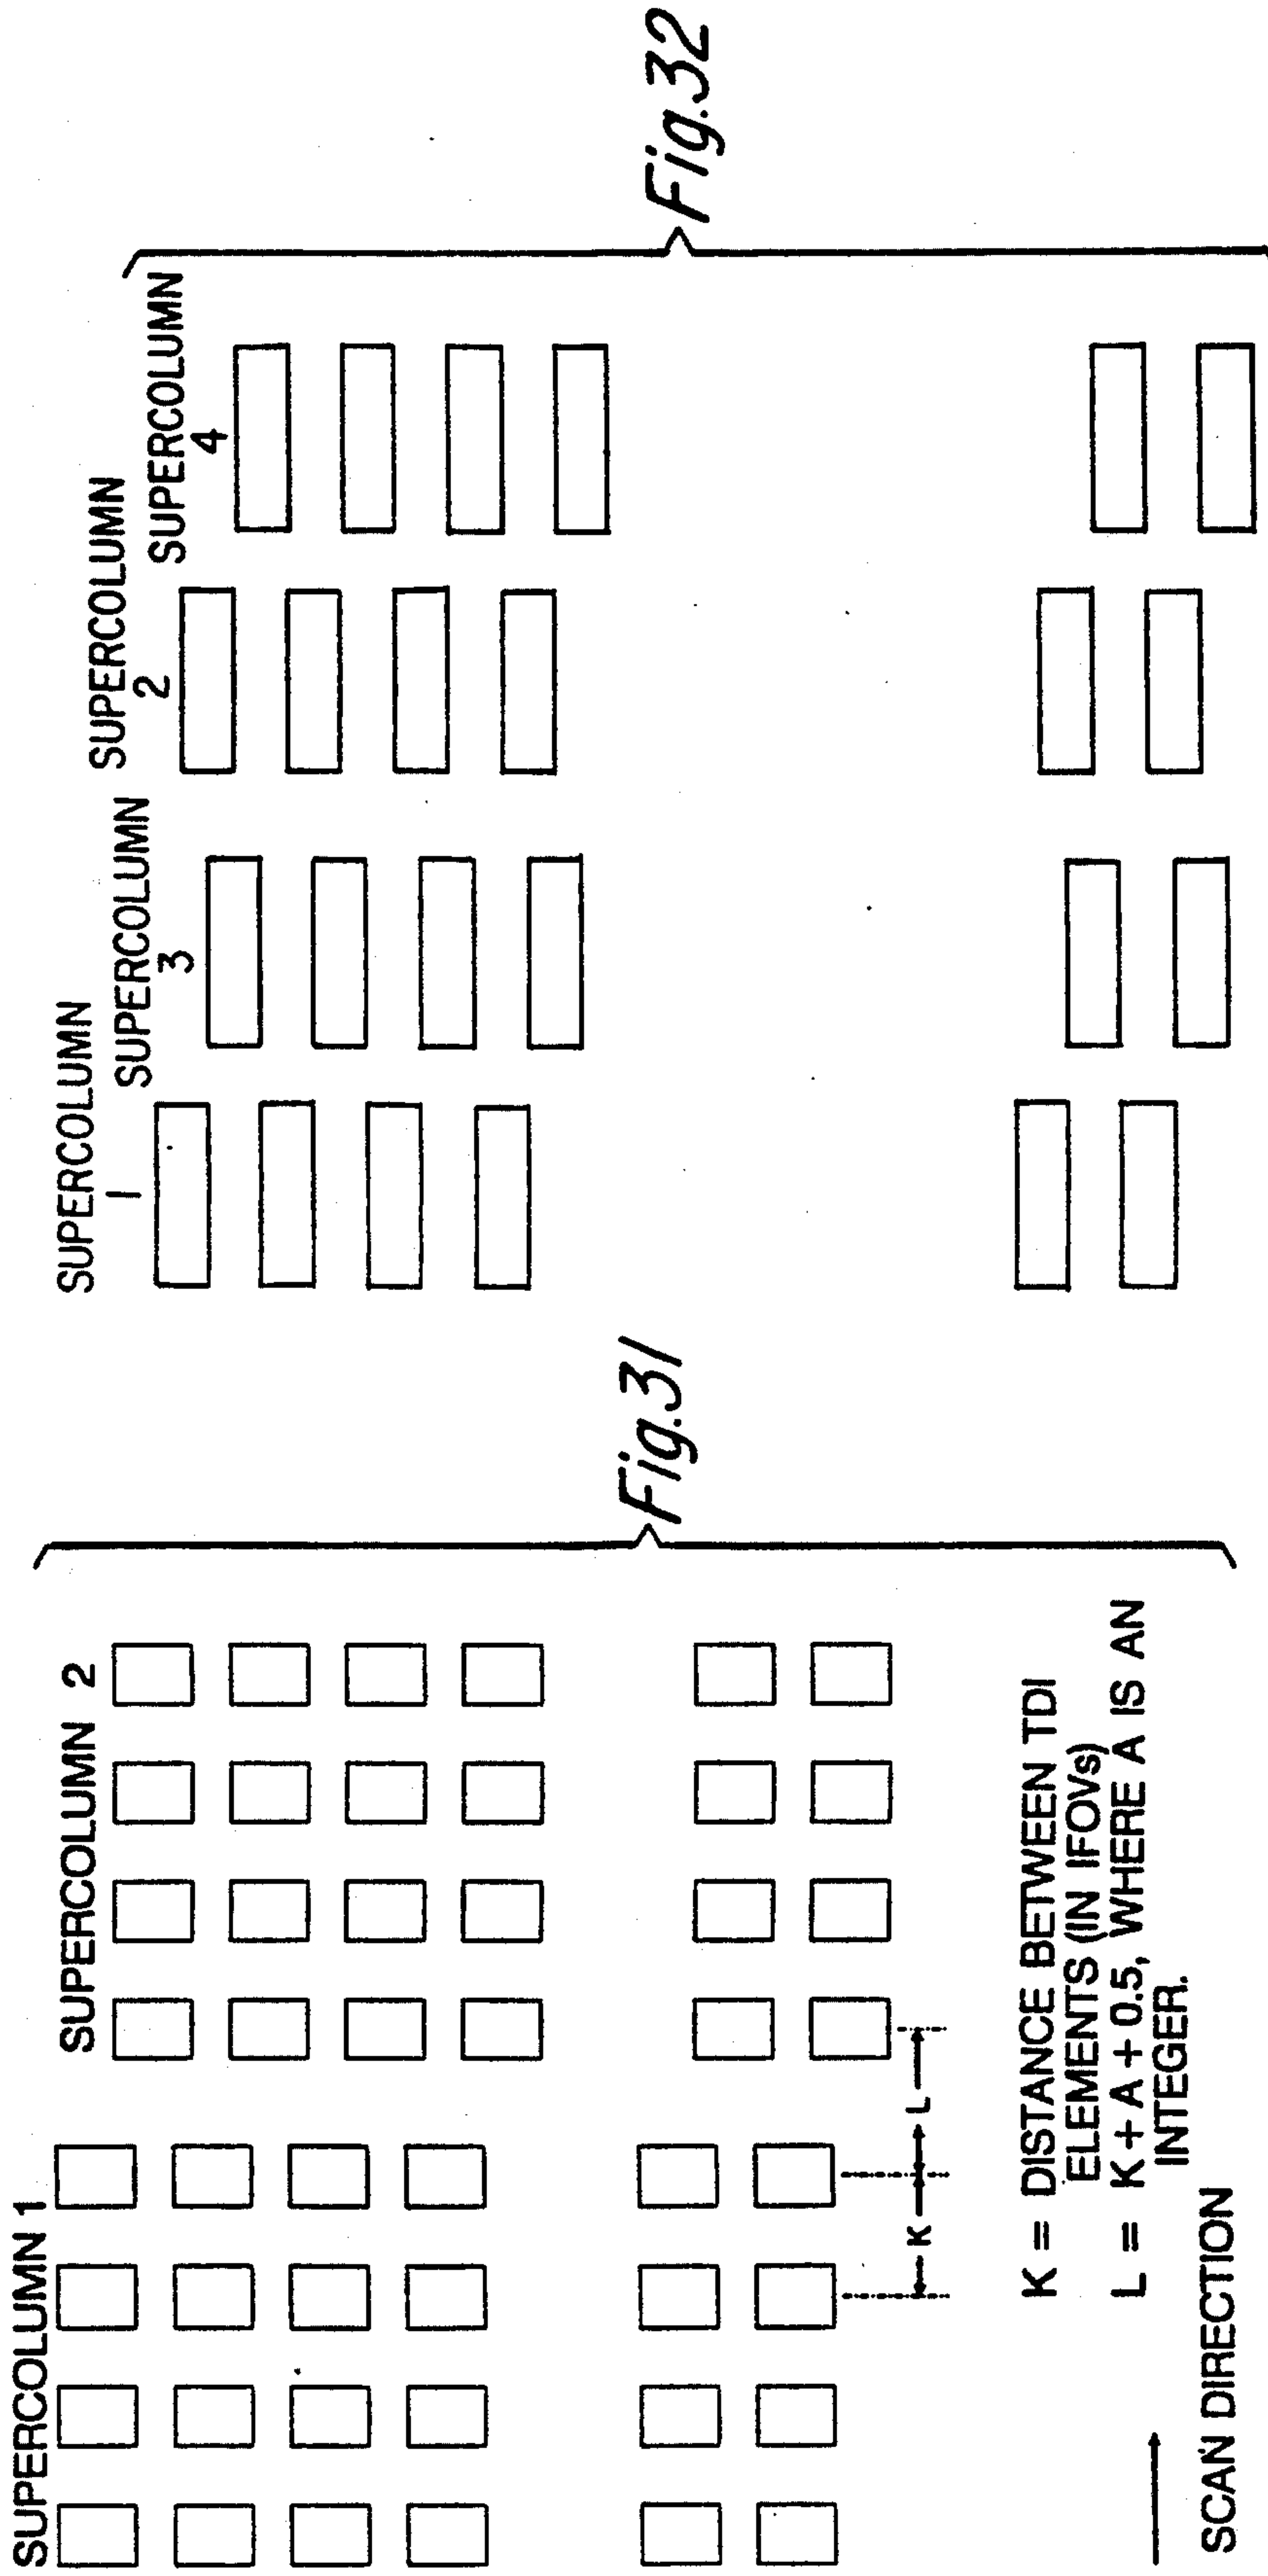 SUPERCOLUMN 1
SUPERCOLUMN 2
K
L
K = DISTANCE BETWEEN TDI
ELEMENTS (IN IFOVs)
L = K + A + 0.5, WHERE A IS AN
INTEGER.
SCAN DIRECTION
Fig.31
SUPERCOLUMN
1
SUPERCOLUMN
3
SUPERCOLUMN
2
SUPERCOLUMN
4
Fig.32